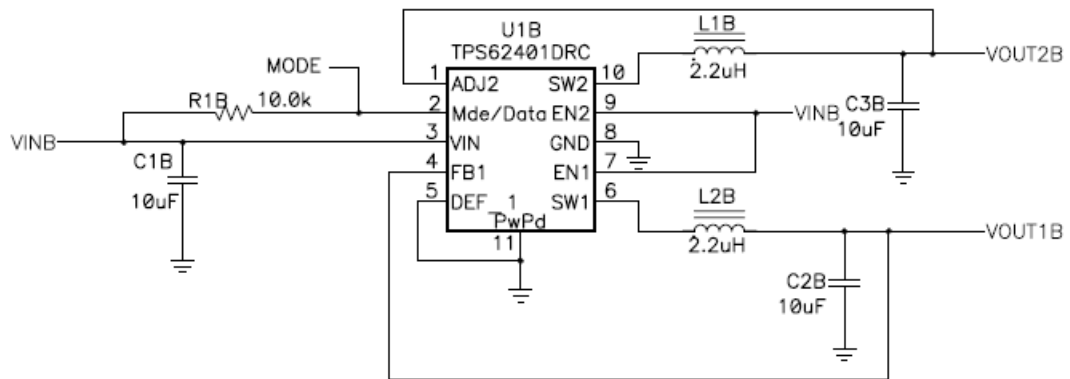 U1B
TPS62401DRC
L1B
2.2uH
VOUT2B
MODE
R1B 10.0k
1 ADJ2 SW2 10
2 Mde/Data EN2 9
3 VIN GND 8
4 FB1 EN1 7
5 DEF_1 SW1 6
PwPd
11
VINB
C1B
10uF
VINB
C3B
10uF
L2B
2.2uH
VOUT1B
C2B
10uF